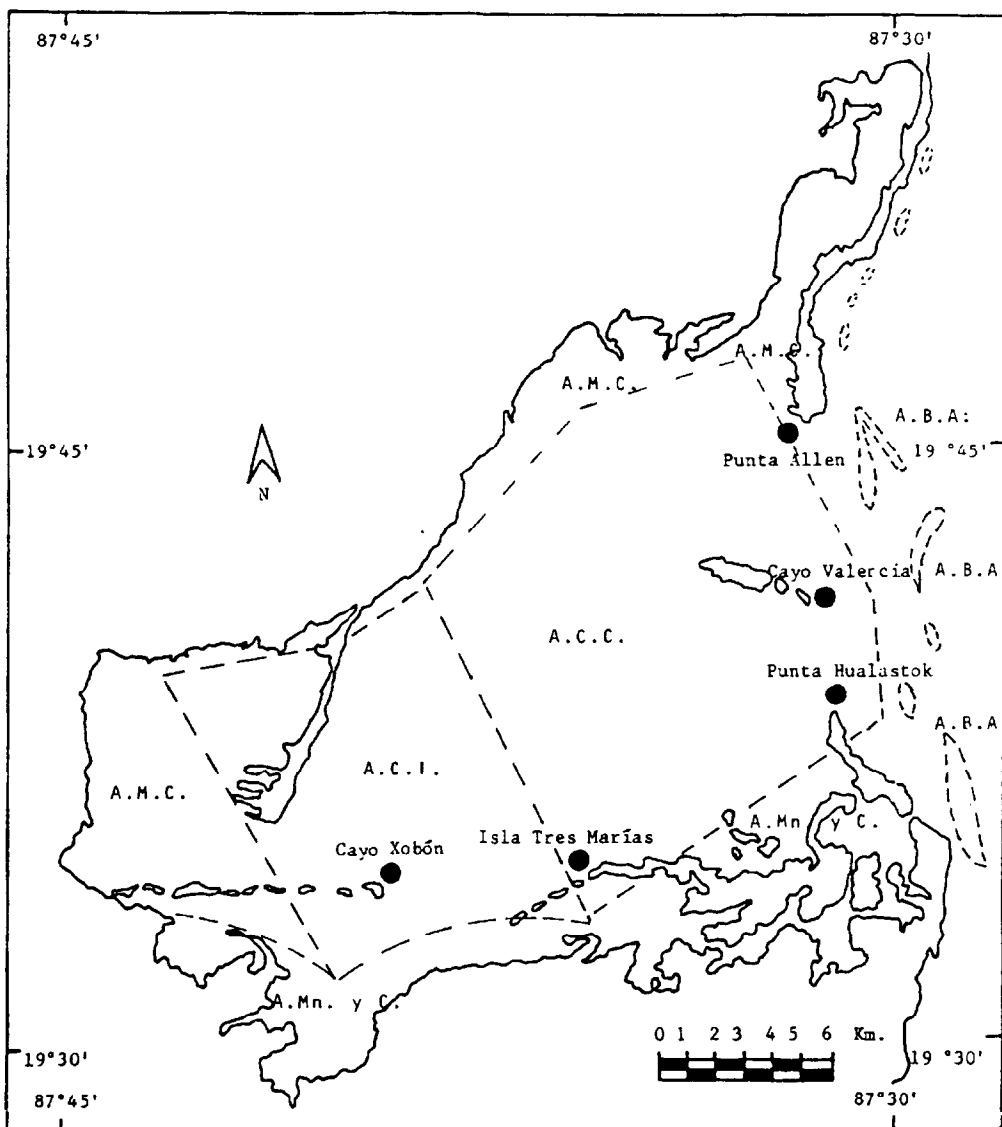 87°45'
87°30'
A.M.C.
A.M.C.
A.B.A:
19°45'
19 °45'
N
Punta Allen
Cayo Valercía
A.B.A
A.C.C.
Punta Hualastok
A.B.A
A.M.C.
A.C.I.
A.Mn y C.
Cayo Xobón
Isla Tres Marías
A.Mn. y C.
0 1 2 3 4 5 6 Km.
19°30'
19 °30'
87°45'
87°30'